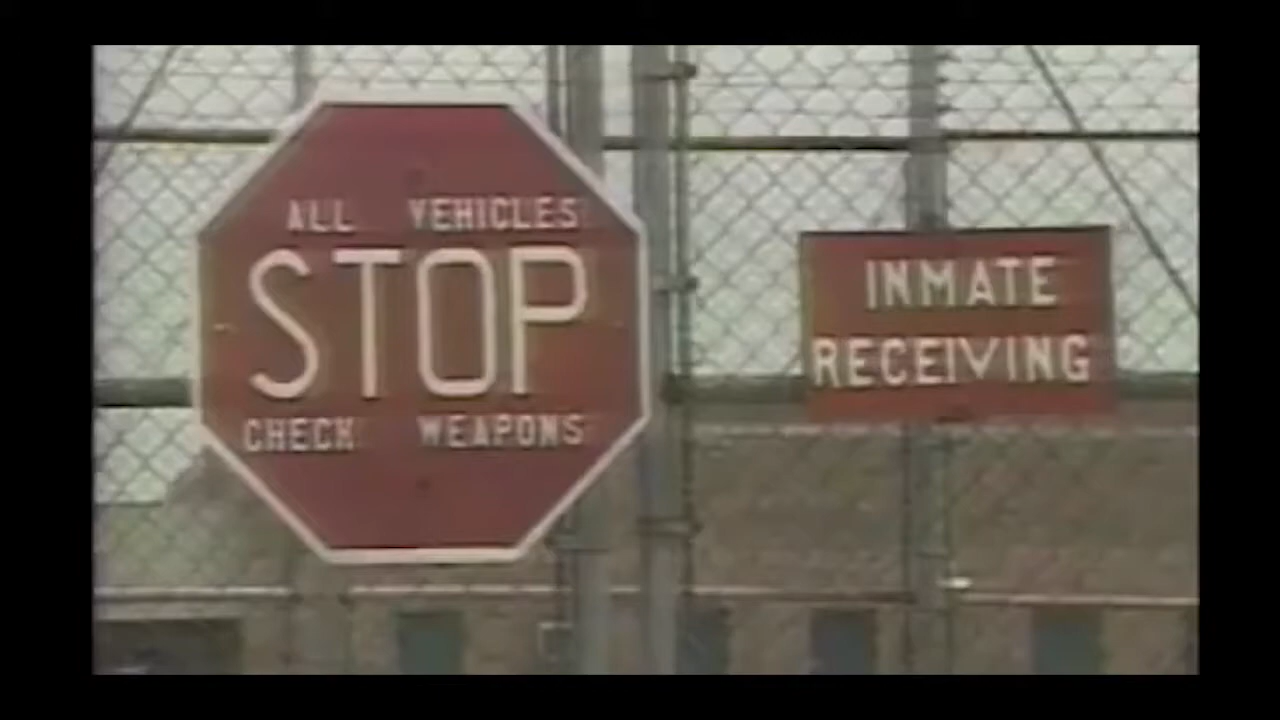 ALL VEHICLES
STOP
CHECK WEAPONS
INMATE
RECEIVING